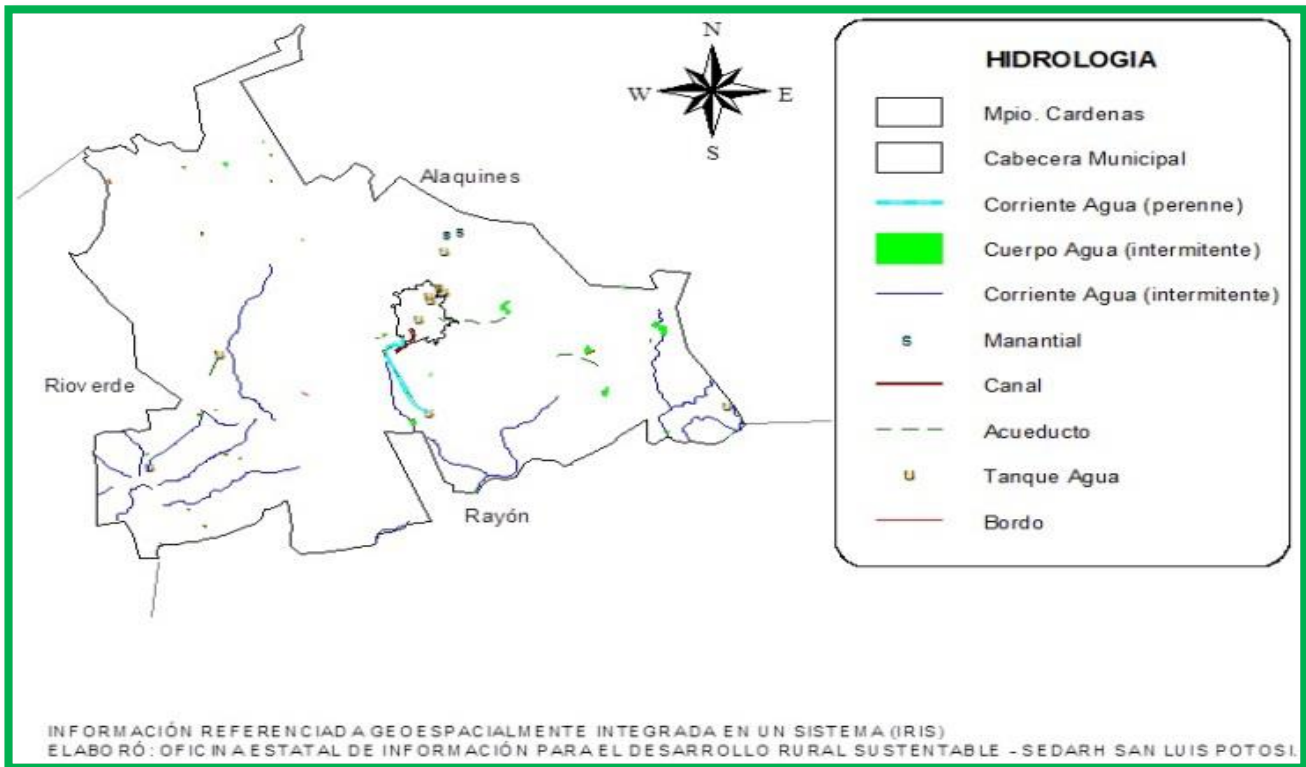 N
W
E
S
Alaquines
s s
u
u
u
u
Rioverde
u
u
u
Rayón
HIDROLOGIA
Mpio. Cardenas
Cabecera Municipal
Corriente Agua (perenne)
Cuerpo Agua (intermitente)
Corriente Agua (intermitente)
s Manantial
Canal
Acueducto
u Tanque Agua
Bordo
INFORMACIÓN REFERENCIADA GEOESPACIALMENTE INTEGRADA EN UN SISTEMA (IRIS)
ELABORÓ: OFICINA ESTATAL DE INFORMACIÓN PARA EL DESARROLLO RURAL SUSTENTABLE - SEDARH SAN LUIS POTOSI.